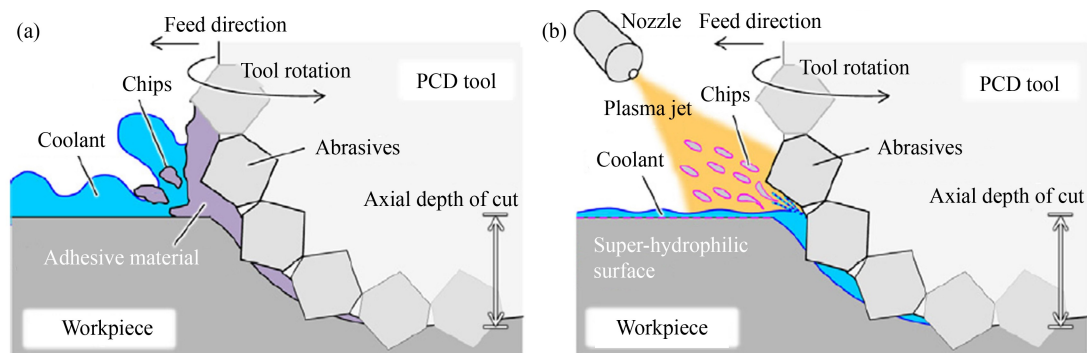 (a)
Feed direction
Tool rotation
PCD tool
Chips
Coolant
Abrasives
Axial depth of cut
Adhesive material
Workpiece
(b)
Nozzle
Feed direction
Tool rotation
PCD tool
Plasma jet
Chips
Abrasives
Coolant
Axial depth of cut
Super-hydrophilic
surface
Workpiece